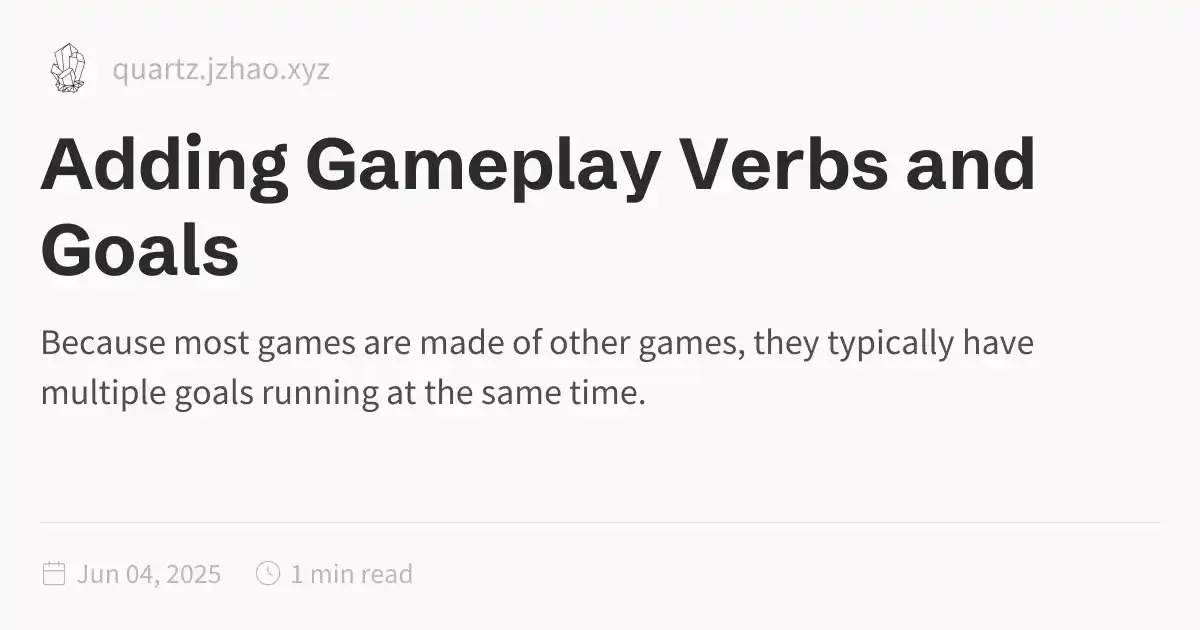 quartz.jzhao.xyz
Adding Gameplay Verbs and
Goals
Because most games are made of other games, they typically have
multiple goals running at the same time.
Jun 04, 2025 1 min read